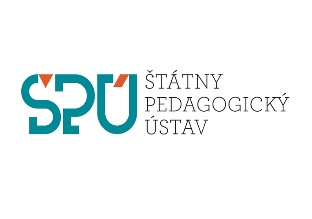 ŠPÚ
ŠTÁTNY
PEDAGOGICKÝ
ÚSTAV